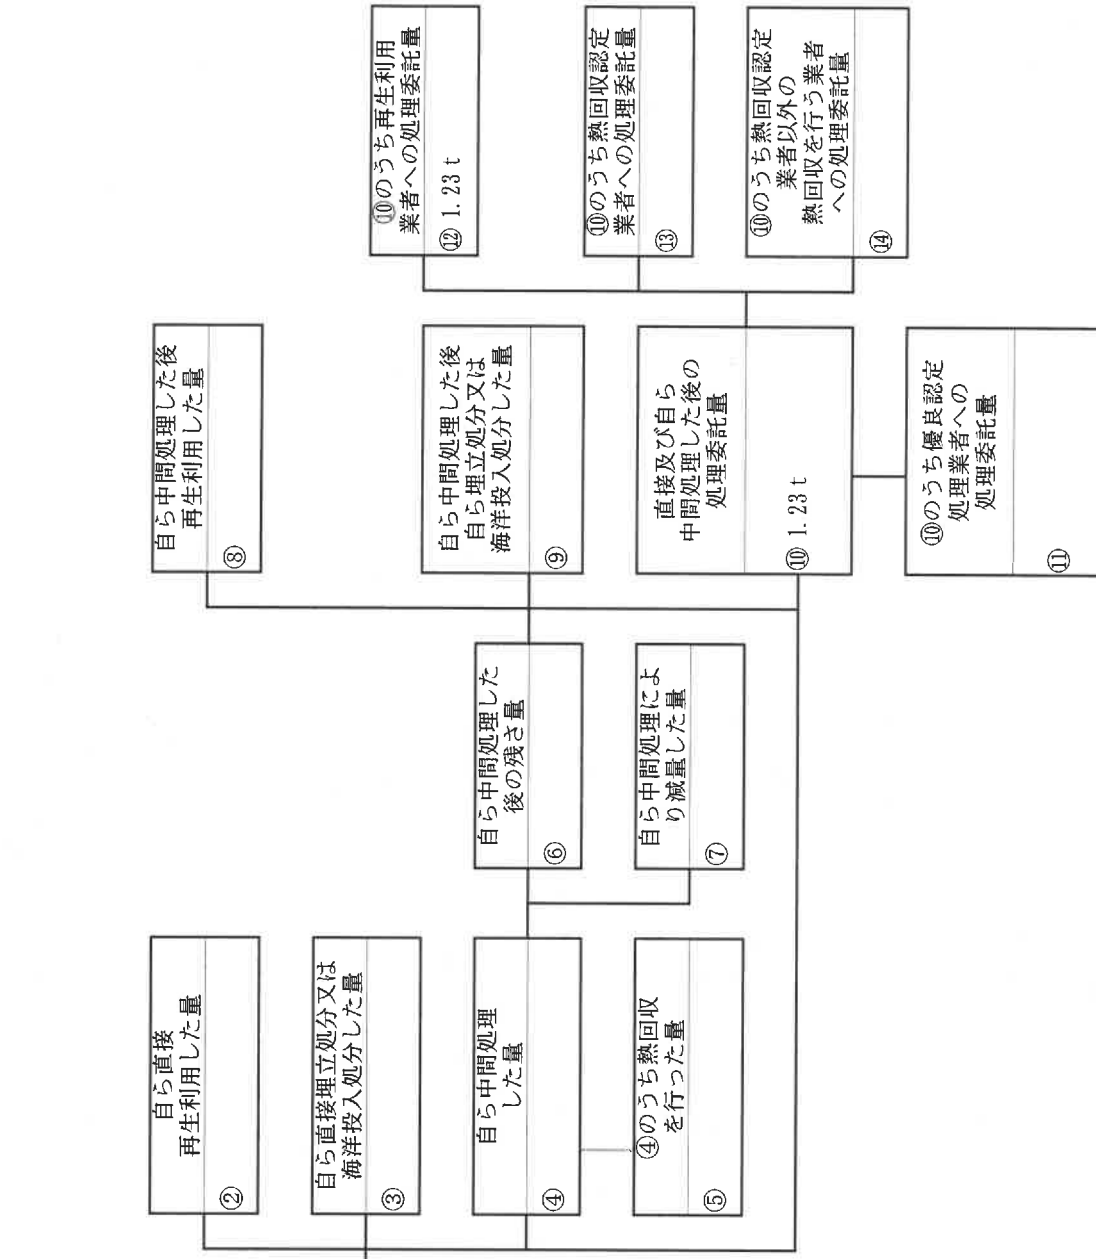 自ら直接
再生利用した量
②
自ら直接埋立処分又は
海洋投入処分した量
③
自ら中間処理
した量
④
④のうち熱回収
を行った量
⑤
自ら中間処理した
後の残さ量
⑥
自ら中間処理によ
り減量した量
⑦
自ら中間処理した後
再生利用した量
⑧
自ら中間処理した後
自ら埋立処分又は
海洋投入処分した量
⑨
直接及び自ら
中間処理した後の
処理委託量
⑩ 1.23 t
⑩のうち優良認定
処理業者への
処理委託量
⑪
⑩のうち再生利用
業者への処理委託量
⑫ 1.23 t
⑩のうち熱回収認定
業者への処理委託量
⑬
⑩のうち熱回収認定
業者以外の
熱回収を行う業者
への処理委託量
⑭